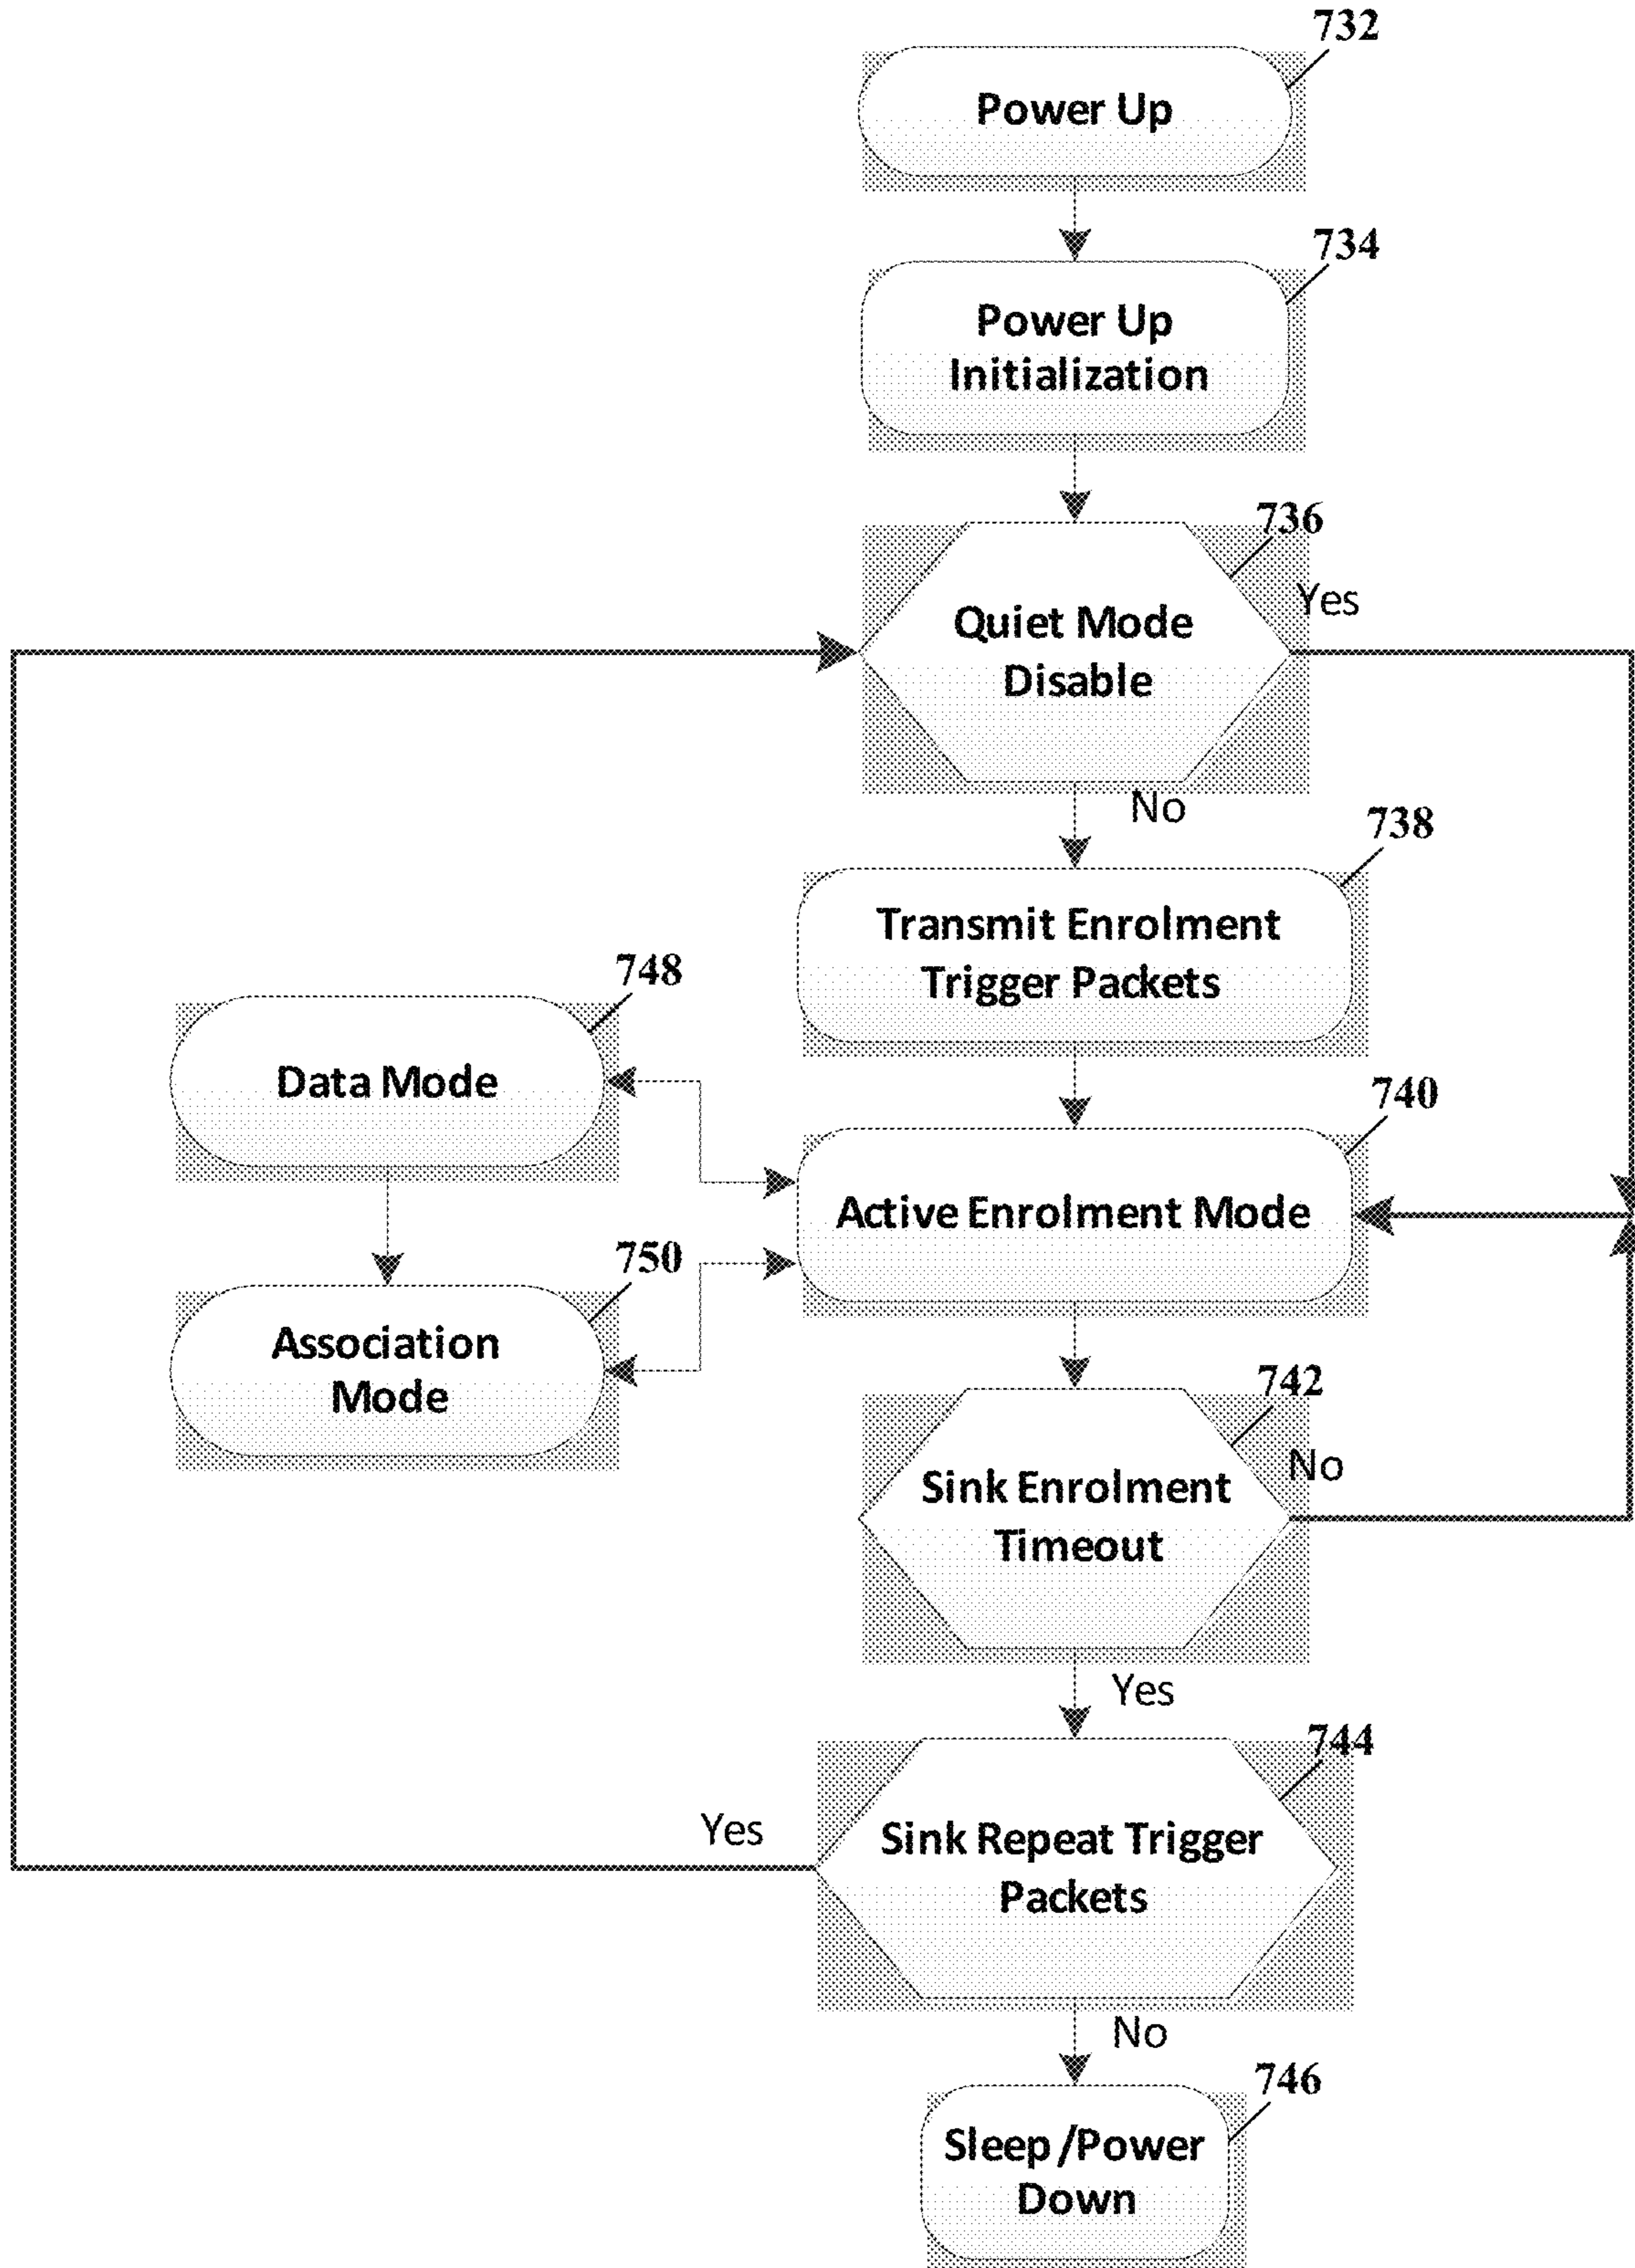 732
Power Up
734
Power Up
Initialization
736
Yes
Quiet Mode
Disable
No
738
Transmit Enrolment
Trigger Packets
748
Data Mode
740
Active Enrolment Mode
750
Association
Mode
742
No
Sink Enrolment
Timeout
Yes
744
Yes
Sink Repeat Trigger
Packets
No
746
Sleep/Power
Down